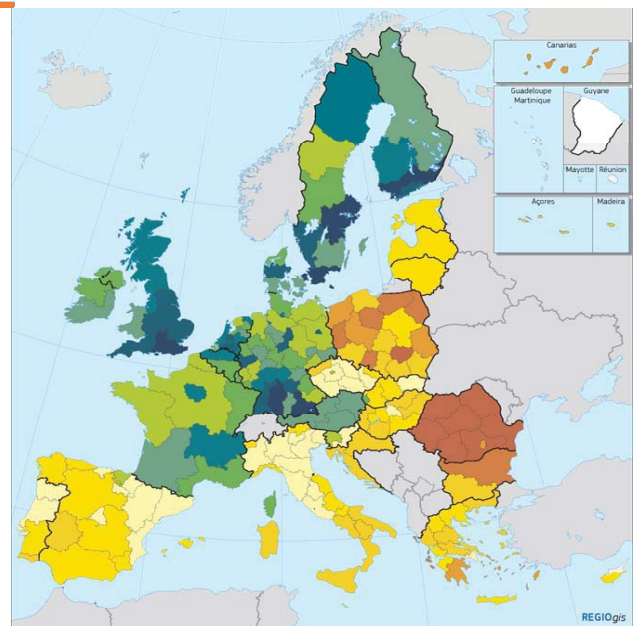 Canarias
Guadeloupe
Martinique
Guyane
Mayotte
Réunion
Açores
Madeira
REGIOgis